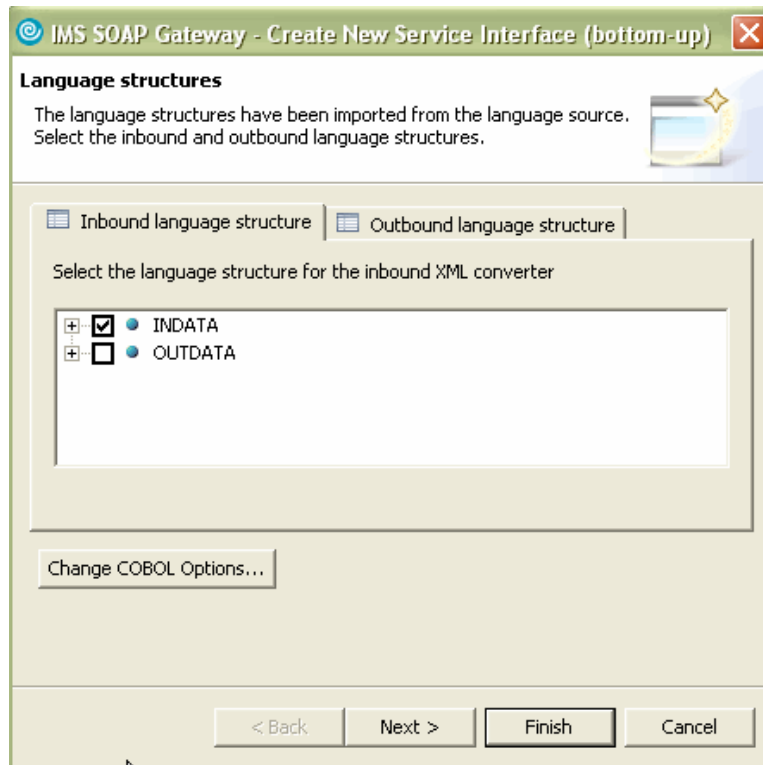 IMS SOAP Gateway - Create New Service Interface (bottom-up)
Language structures
The language structures have been imported from the language source.
Select the inbound and outbound language structures.
Inbound language structure
Outbound language structure
Select the language structure for the inbound XML converter
INDATA
OUTDATA
Change COBOL Options...
< Back
Next >
Finish
Cancel